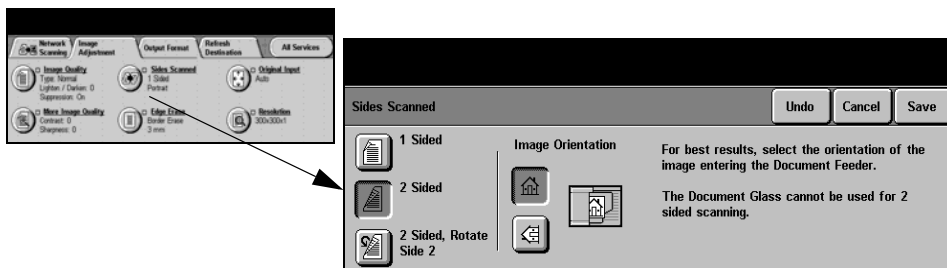 Network Scanning
Image Adjustment
Output Format
Refresh Destination
All Services
Image Quality
Type: Normal
Lighten / Darken: 0
Suppression: On
Sides Scanned
1 Sided
Portrait
Original Input
Auto
More Image Quality
Contrast: 0
Sharpness: 0
Edge Erase
Border Erase
3 mm
Resolution
300x300x1
Sides Scanned
Undo
Cancel
Save
1 Sided
2 Sided
2 Sided, Rotate
Side 2
Image Orientation
For best results, select the orientation of the
image entering the Document Feeder.
The Document Glass cannot be used for 2
sided scanning.